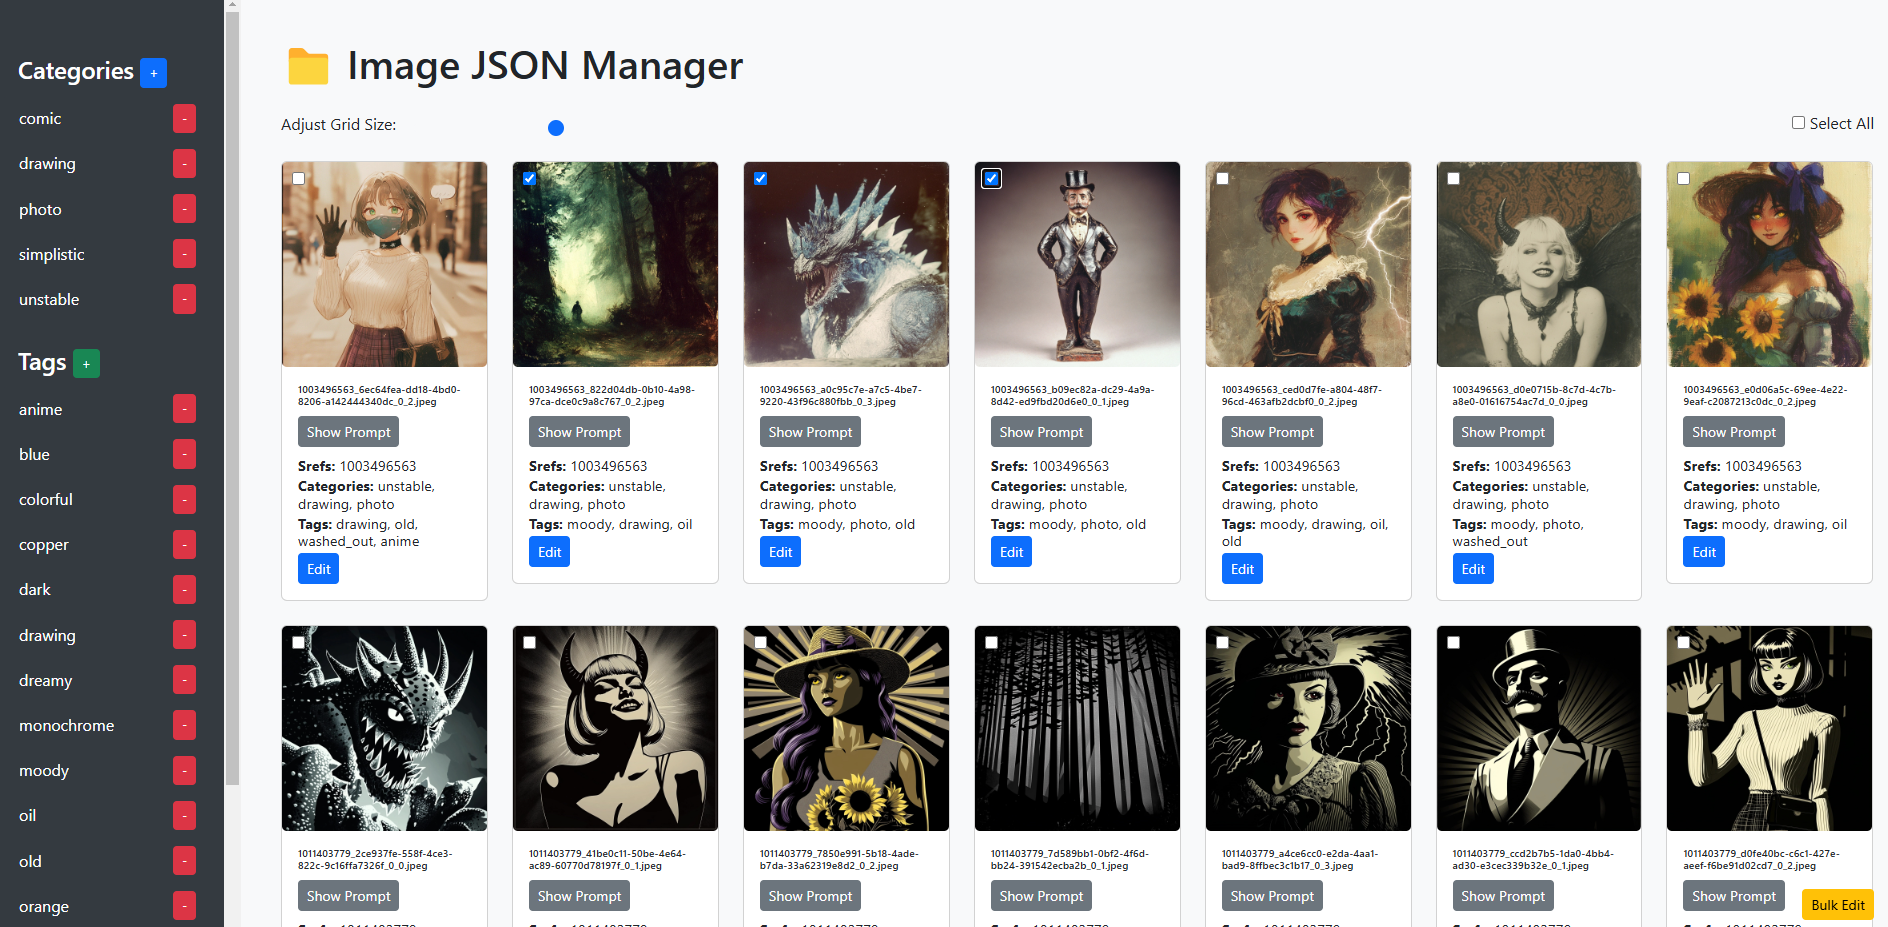 Categories +
comic -
drawing -
photo -
simplistic -
unstable -
Tags +
anime -
blue -
colorful -
copper -
dark -
drawing -
dreamy -
monochrome -
moody -
oil -
old -
orange -
Image JSON Manager
Adjust Grid Size:
Select All
1003496563_6ec64fea-dd18-4bd0-
8206-a142444340dc_0_2.jpeg
Show Prompt
Srefs: 1003496563
Categories: unstable,
drawing, photo
Tags: drawing, old,
washed_out, anime
Edit
1003496563_822d04db-0b10-4a98-
97ca-dce0c9a8c767_0_2.jpeg
Show Prompt
Srefs: 1003496563
Categories: unstable,
drawing, photo
Tags: moody, drawing, oil
Edit
1003496563_a0c95c7e-a7c5-4be7-
9220-43f96c880fbb_0_3.jpeg
Show Prompt
Srefs: 1003496563
Categories: unstable,
drawing, photo
Tags: moody, photo, old
Edit
1003496563_b09ec82a-dc29-4a9a-
8d42-ed9fbd20d6e0_0_1.jpeg
Show Prompt
Srefs: 1003496563
Categories: unstable,
drawing, photo
Tags: moody, photo, old
Edit
1003496563_ced0d7fe-a804-48f7-
96cd-463afb2dcbf0_0_2.jpeg
Show Prompt
Srefs: 1003496563
Categories: unstable,
drawing, photo
Tags: moody, drawing, oil,
old
Edit
1003496563_d0e0715b-8c7d-4c7b-
a8e0-01616754ac7d_0_0.jpeg
Show Prompt
Srefs: 1003496563
Categories: unstable,
drawing, photo
Tags: moody, photo,
washed_out
Edit
1003496563_e0d06a5c-69ee-4e22-
9eaf-c2087213c0dc_0_2.jpeg
Show Prompt
Srefs: 1003496563
Categories: unstable,
drawing, photo
Tags: moody, drawing, oil
Edit
1011403779_2ce937fe-558f-4ce3-
822c-9c16ffa7326f_0_0.jpeg
Show Prompt
1011403779_41be0c11-50be-4e64-
ac89-60770d78197f_0_1.jpeg
Show Prompt
1011403779_7850e991-5b18-4ade-
b7da-33a62319e8d2_0_2.jpeg
Show Prompt
1011403779_7d589bb1-0bf2-4f6d-
bb24-391542ecba2b_0_1.jpeg
Show Prompt
1011403779_a4ce6cc0-e2da-4aa1-
bad9-8ffbec3c1b17_0_3.jpeg
Show Prompt
1011403779_ccd2b7b5-1da0-4bb4-
ad30-e3cec339b32e_0_1.jpeg
Show Prompt
1011403779_d0fe40bc-c6c1-427e-
aeef-f6be91d02cd7_0_2.jpeg
Show Prompt
Bulk Edit